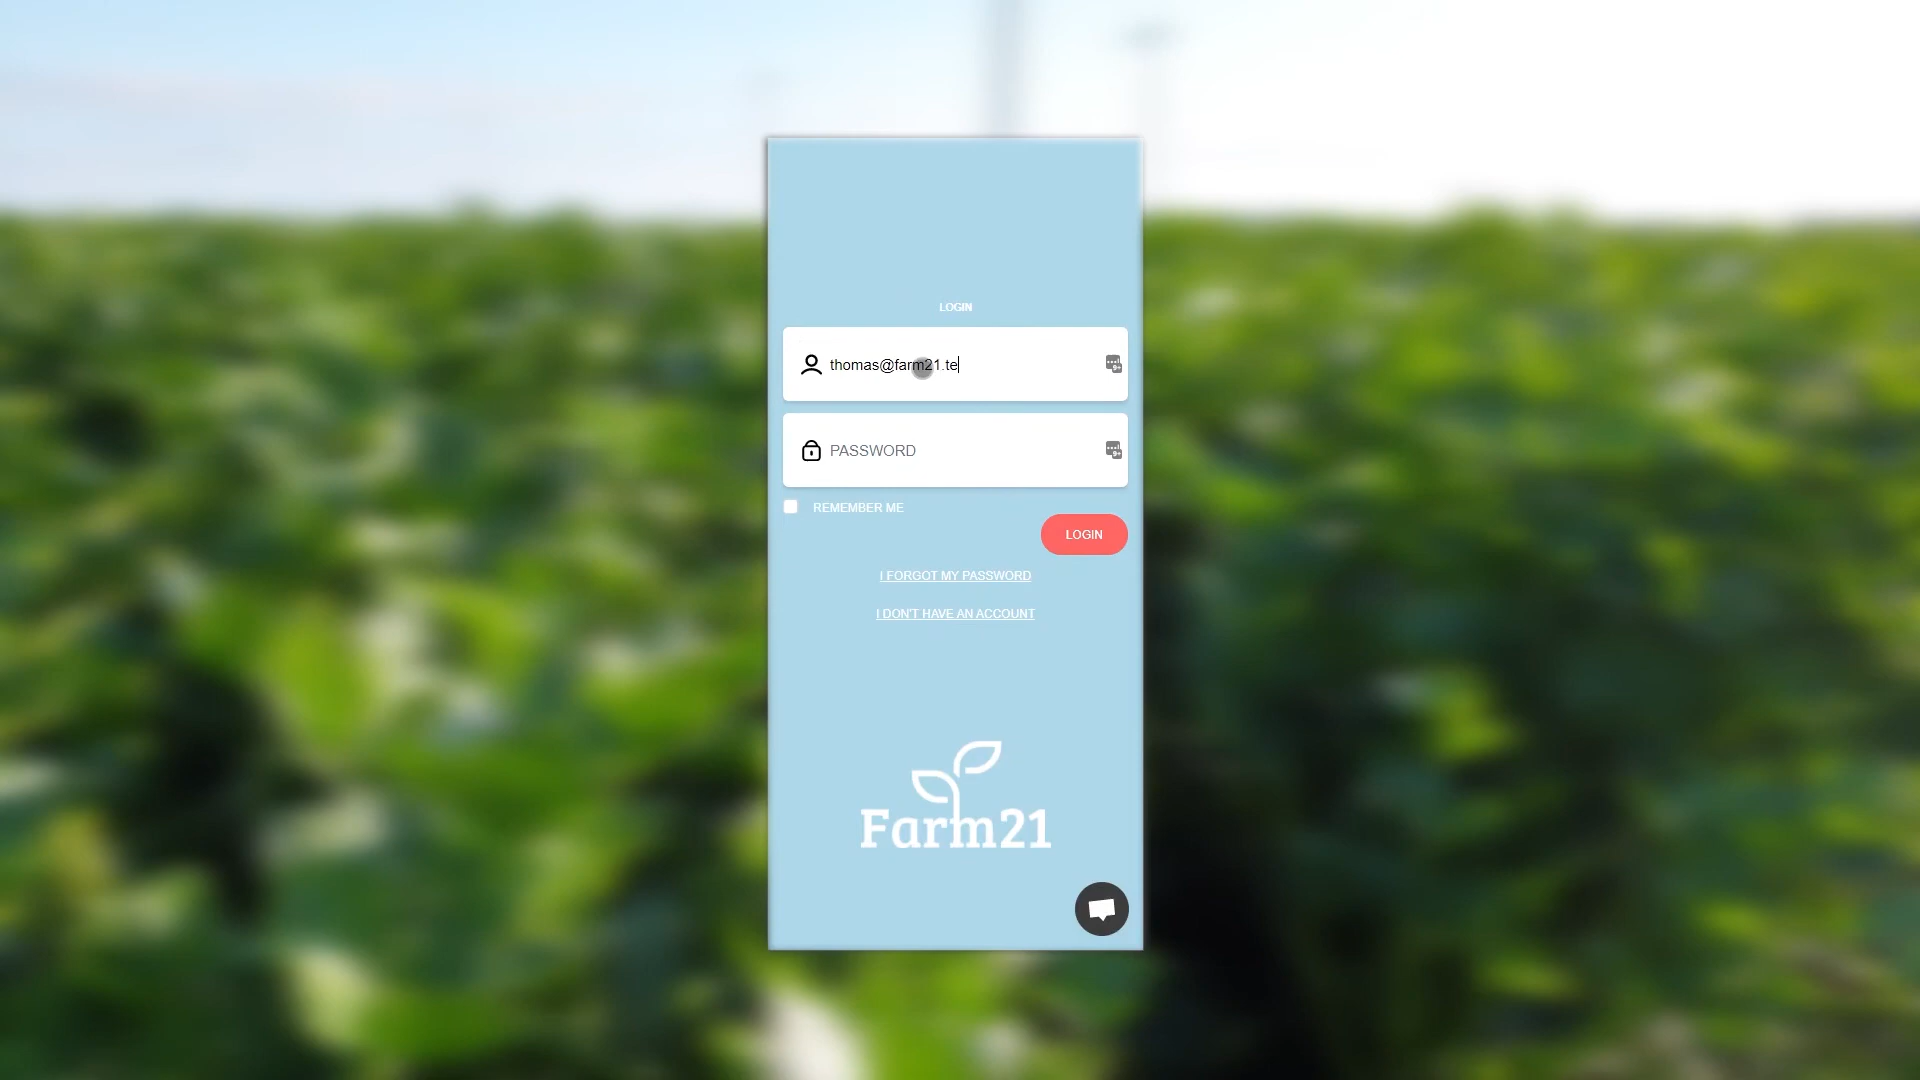 LOGIN
thomas@farm21.te
PASSWORD
REMEMBER ME
LOGIN
I FORGOT MY PASSWORD
I DON'T HAVE AN ACCOUNT
Farm21